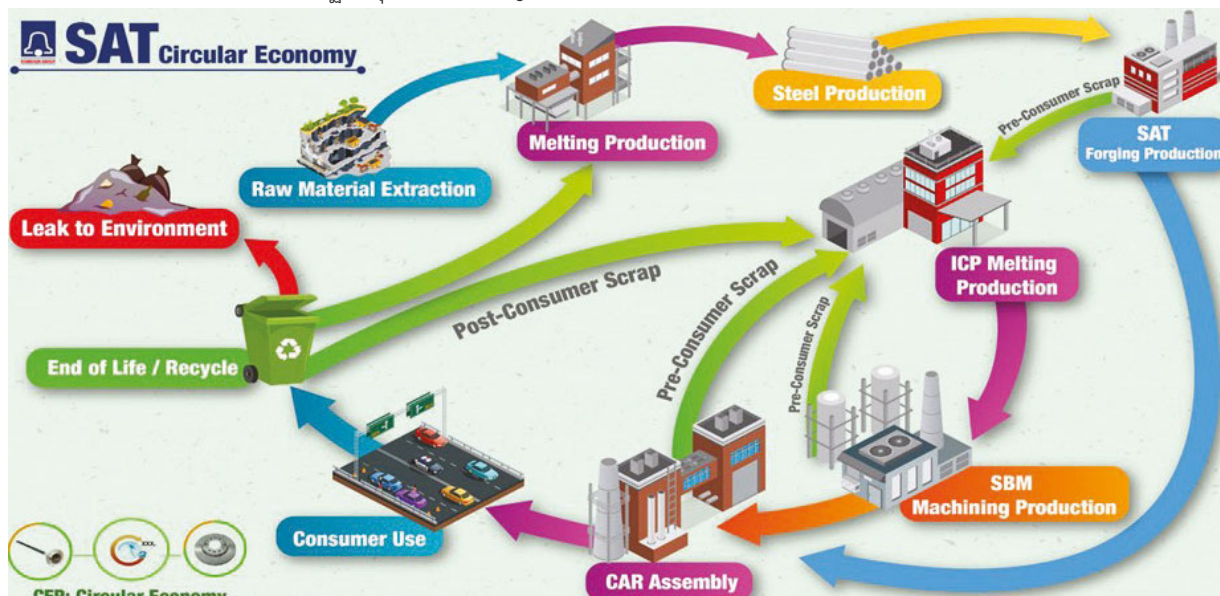 SAT Circular Economy
Melting Production
Steel Production
Pre-Consumer Scrap
SAT
Forging Production
Raw Material Extraction
Leak to Environment
ICP Melting
Production
Post-Consumer Scrap
Pre-Consumer Scrap
Pre-Consumer Scrap
End of Life / Recycle
SBM
Machining Production
Consumer Use
CAR Assembly
Circular Economy